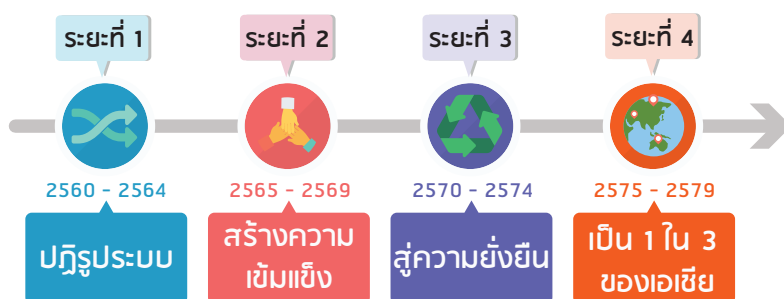 ระยะที่ 1
ระยะที่ 2
ระยะที่ 3
ระยะที่ 4
2560 - 2564
2565 - 2569
2570 - 2574
2575 - 2579
ปฏิรูประบบ
สร้างความ
เข้มแข็ง
สู่ความยั่งยืน
เป็น 1 ใน 3
ของเอเชีย